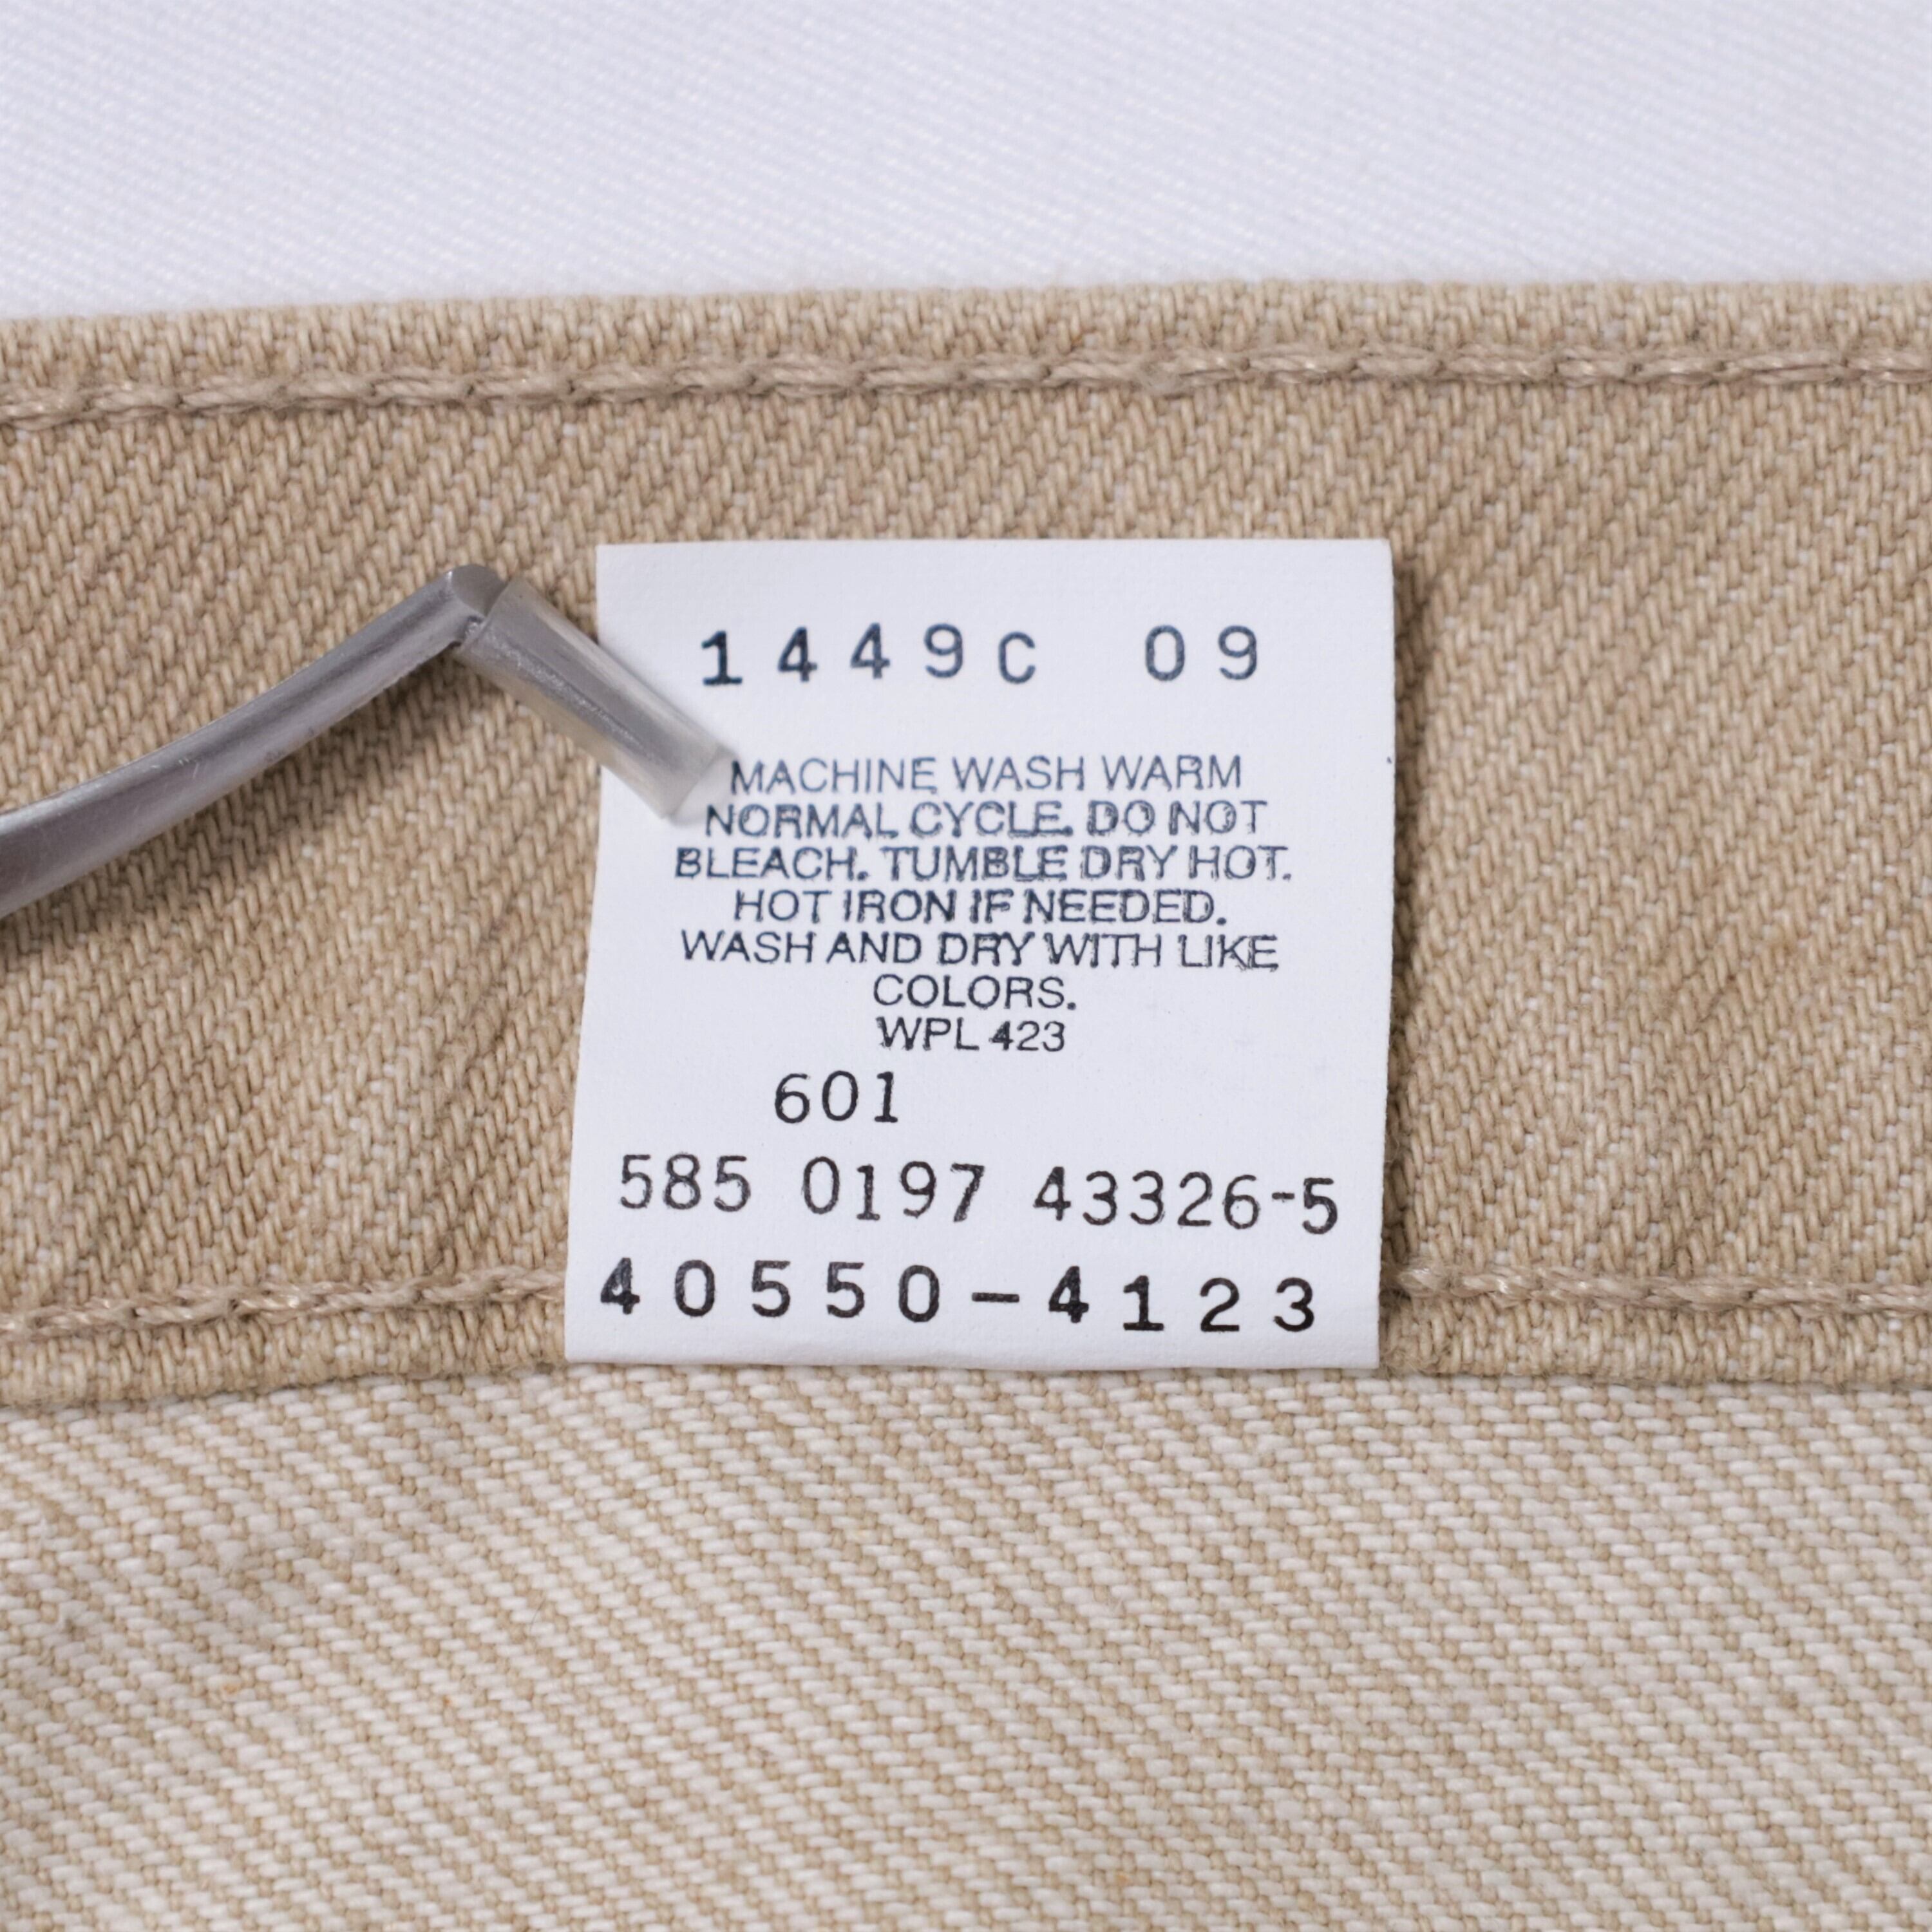 1449C 09
MACHINE WASH WARM
NORMAL CYCLE. DO NOT
BLEACH. TUMBLE DRY HOT.
HOT IRON IF NEEDED.
WASH AND DRY WITH LIKE
COLORS.
WPL 423
601
585 0197 43326-5
40550-4123